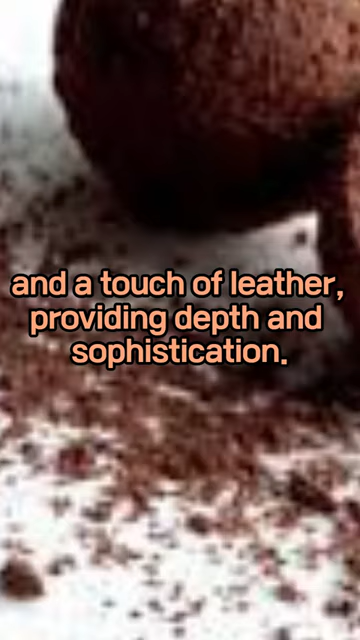 and a touch of leather,
providing depth and
sophistication.